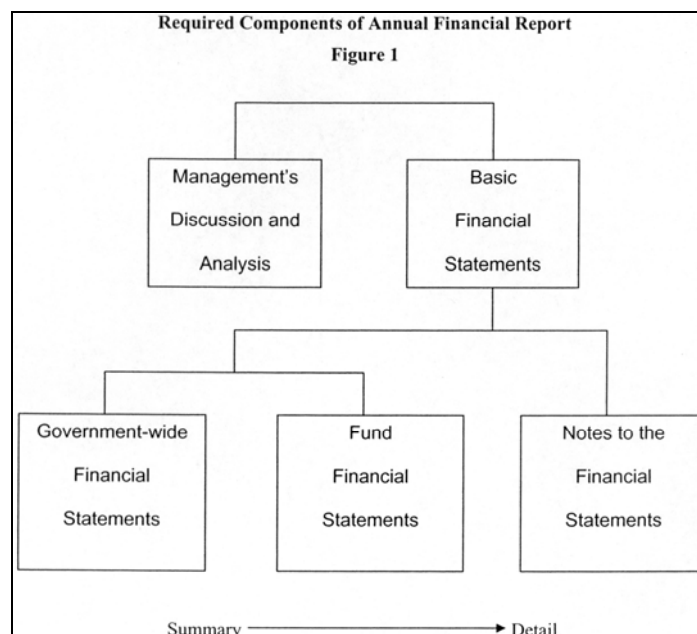 Required Components of Annual Financial Report
Figure 1
Management's
Discussion and
Analysis
Basic
Financial
Statements
Government-wide
Financial
Statements
Fund
Financial
Statements
Notes to the
Financial
Statements
Summary
Detail